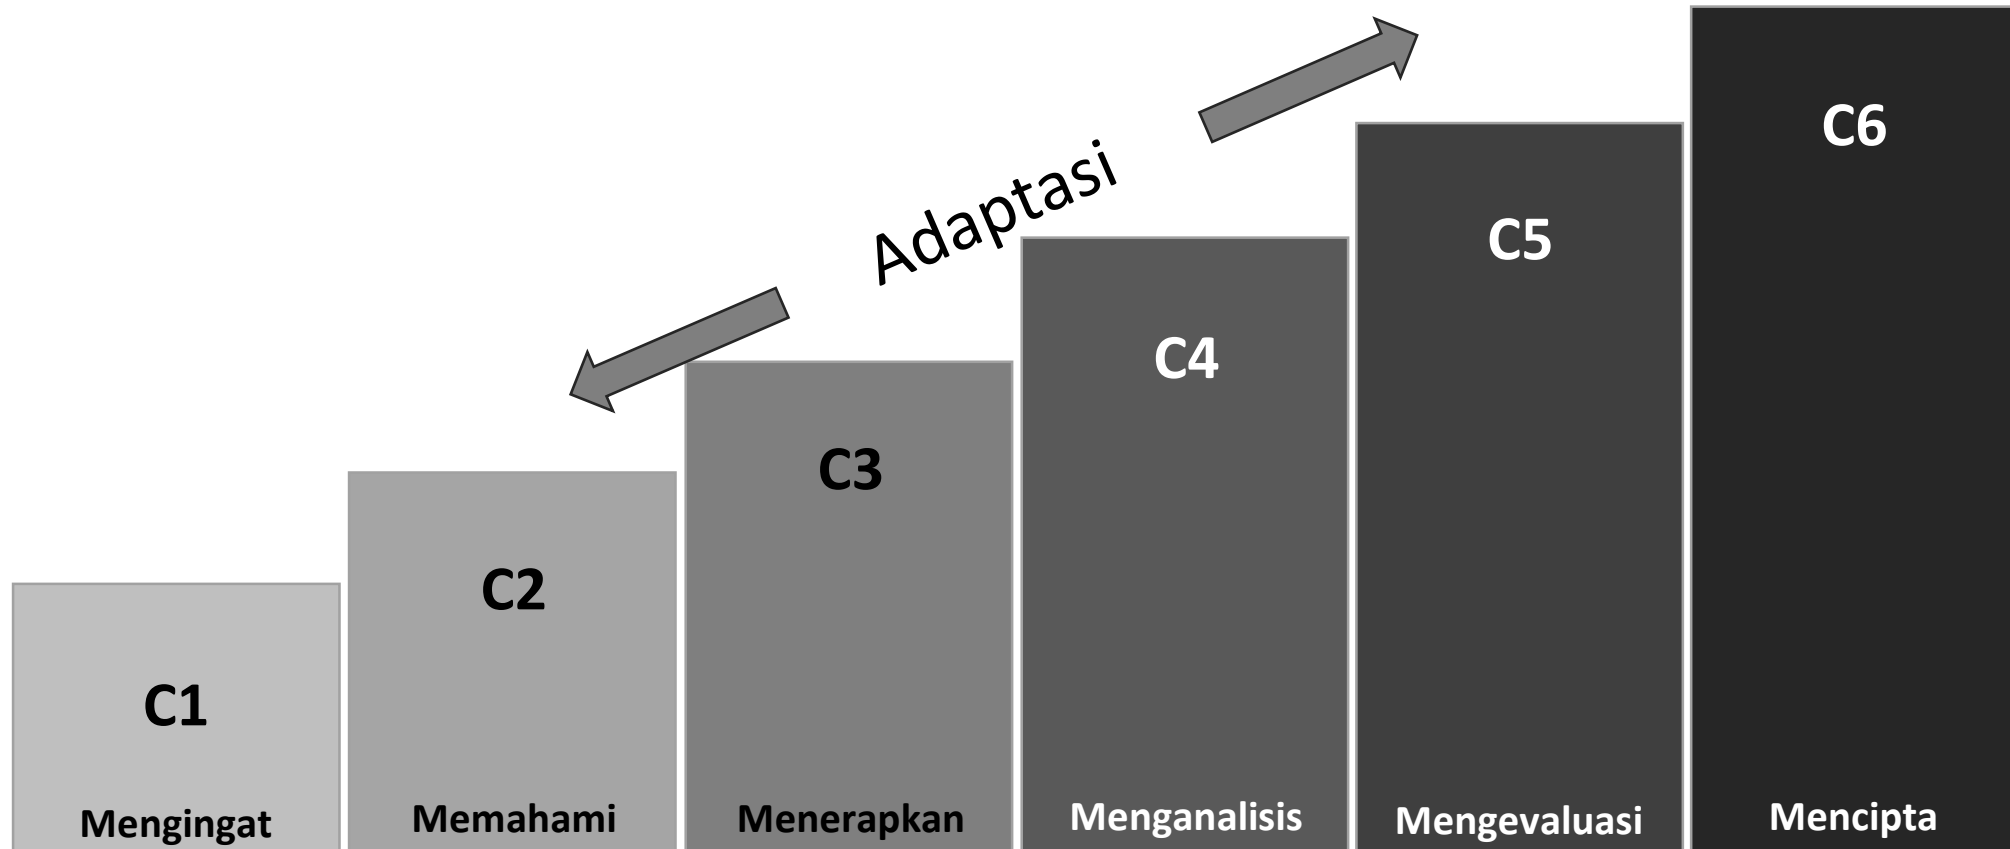 Adaptasi
C1
Mengingat
C2
Memahami
C3
Menerapkan
C4
Menganalisis
C5
Mengevaluasi
C6
Mencipta